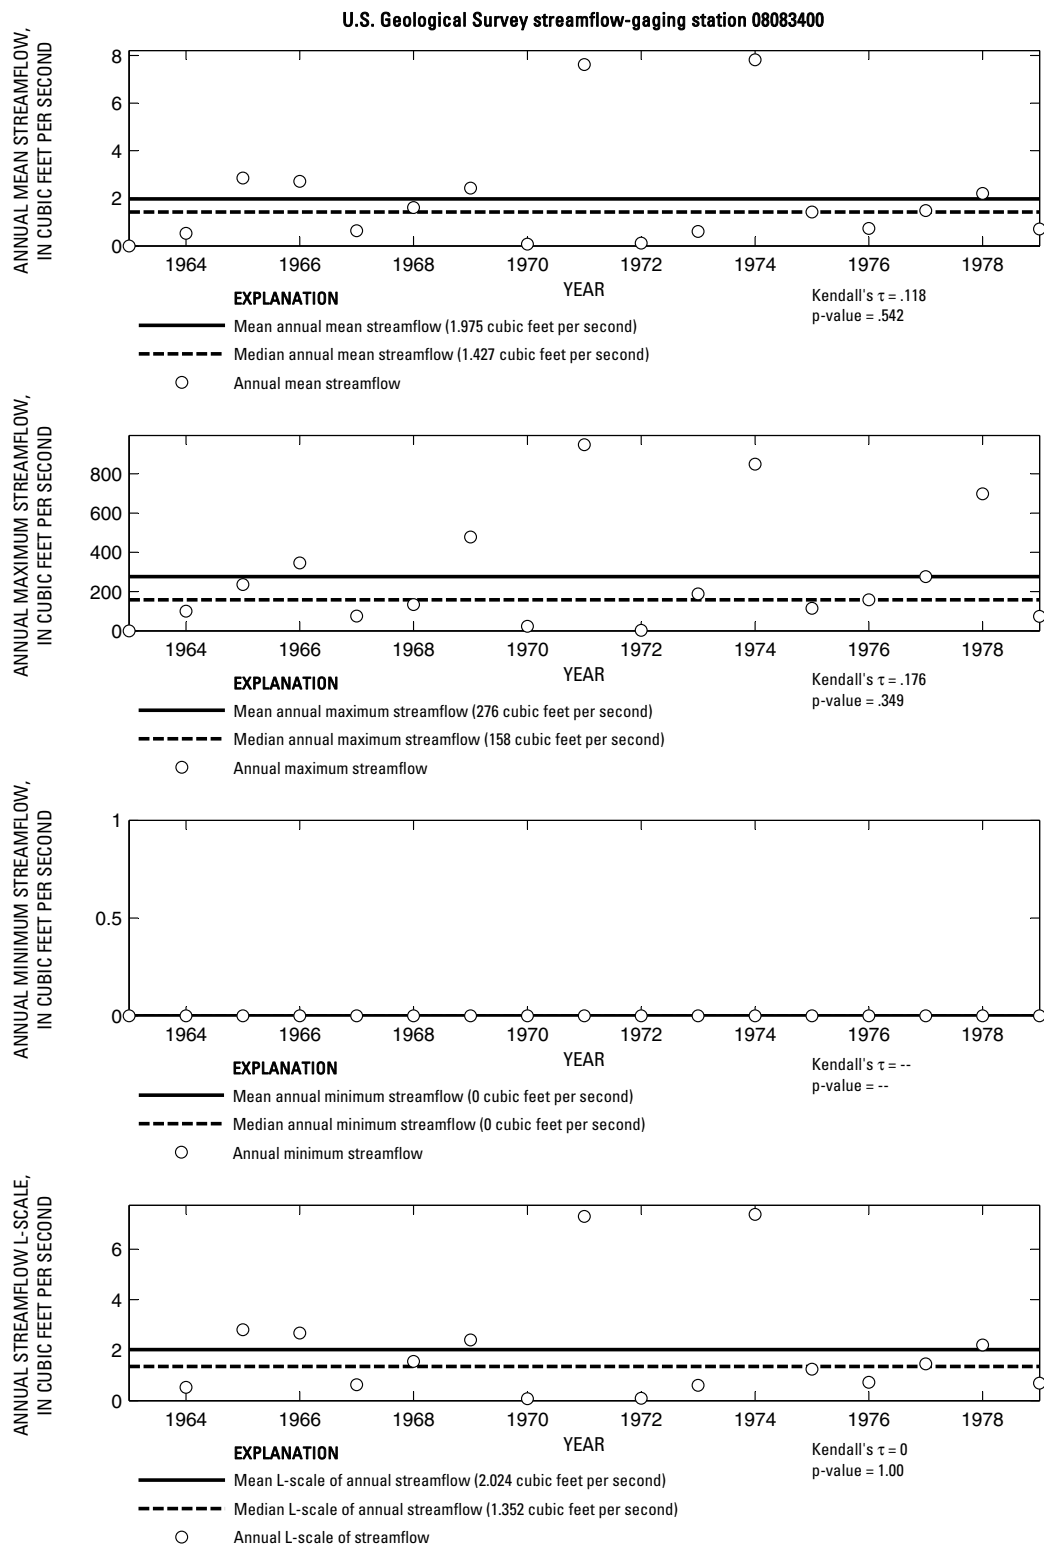 U.S. Geological Survey streamflow-gaging station 08083400
ANNUAL MEAN STREAMFLOW,
IN CUBIC FEET PER SECOND
8
6
4
2
0
1964 1966 1968 1970 1972 1974 1976 1978
YEAR
Kendall's τ = .118
p-value = .542
EXPLANATION
Mean annual mean streamflow (1.975 cubic feet per second)
Median annual mean streamflow (1.427 cubic feet per second)
Annual mean streamflow
ANNUAL MAXIMUM STREAMFLOW,
IN CUBIC FEET PER SECOND
800
600
400
200
0
1964 1966 1968 1970 1972 1974 1976 1978
YEAR
Kendall's τ = .176
p-value = .349
EXPLANATION
Mean annual maximum streamflow (276 cubic feet per second)
Median annual maximum streamflow (158 cubic feet per second)
Annual maximum streamflow
ANNUAL MINIMUM STREAMFLOW,
IN CUBIC FEET PER SECOND
1
0.5
0
1964 1966 1968 1970 1972 1974 1976 1978
YEAR
Kendall's τ = --
p-value = --
EXPLANATION
Mean annual minimum streamflow (0 cubic feet per second)
Median annual minimum streamflow (0 cubic feet per second)
Annual minimum streamflow
ANNUAL STREAMFLOW L-SCALE,
IN CUBIC FEET PER SECOND
6
4
2
0
1964 1966 1968 1970 1972 1974 1976 1978
YEAR
Kendall's τ = 0
p-value = 1.00
EXPLANATION
Mean L-scale of annual streamflow (2.024 cubic feet per second)
Median L-scale of annual streamflow (1.352 cubic feet per second)
Annual L-scale of streamflow